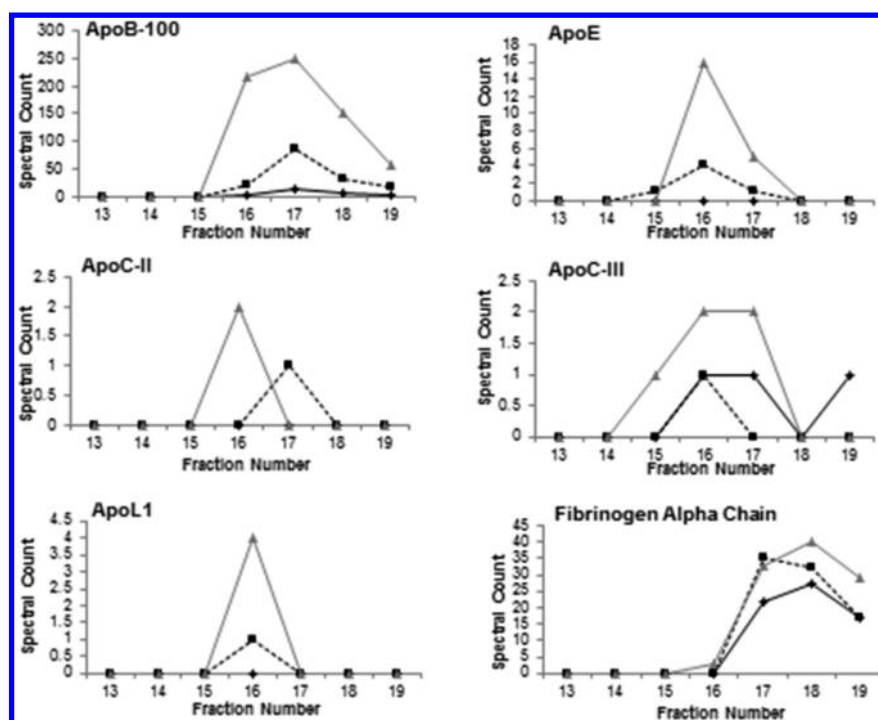 ApoB-100
Spectral Count
300
250
200
150
100
50
0
13 14 15 16 17 18 19
Fraction Number
ApoE
Spectral Count
18
16
14
12
10
8
6
4
2
0
13 14 15 16 17 18 19
Fraction Number
ApoC-II
Spectral Count
2.5
2
1.5
1
0.5
0
13 14 15 16 17 18 19
Fraction Number
ApoC-III
Spectral Count
2.5
2
1.5
1
0.5
0
13 14 15 16 17 18 19
Fraction Number
ApoL1
Spectral Count
4.5
4
3.5
3
2.5
2
1.5
1
0.5
0
13 14 15 16 17 18 19
Fraction Number
Fibrinogen Alpha Chain
Spectral Count
45
40
35
30
25
20
15
10
5
0
13 14 15 16 17 18 19
Fraction Number